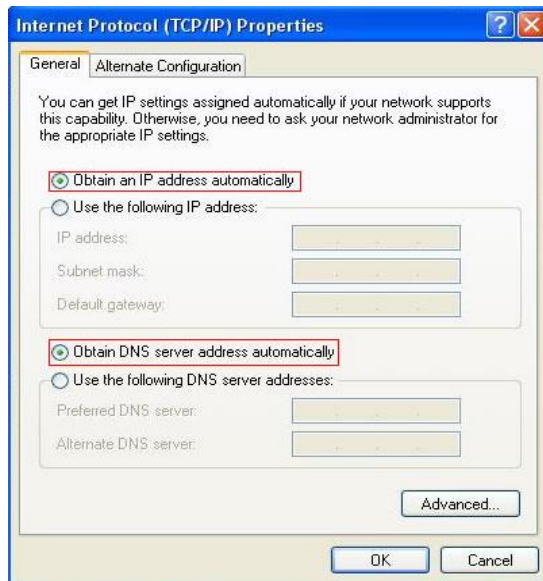 Internet Protocol (TCP/IP) Properties
General
Alternate Configuration
You can get IP settings assigned automatically if your network supports
this capability. Otherwise, you need to ask your network administrator for
the appropriate IP settings.
Obtain an IP address automatically
Use the following IP address:
IP address:
Subnet mask:
Default gateway:
Obtain DNS server address automatically
Use the following DNS server addresses:
Preferred DNS server:
Alternate DNS server:
Advanced...
OK
Cancel